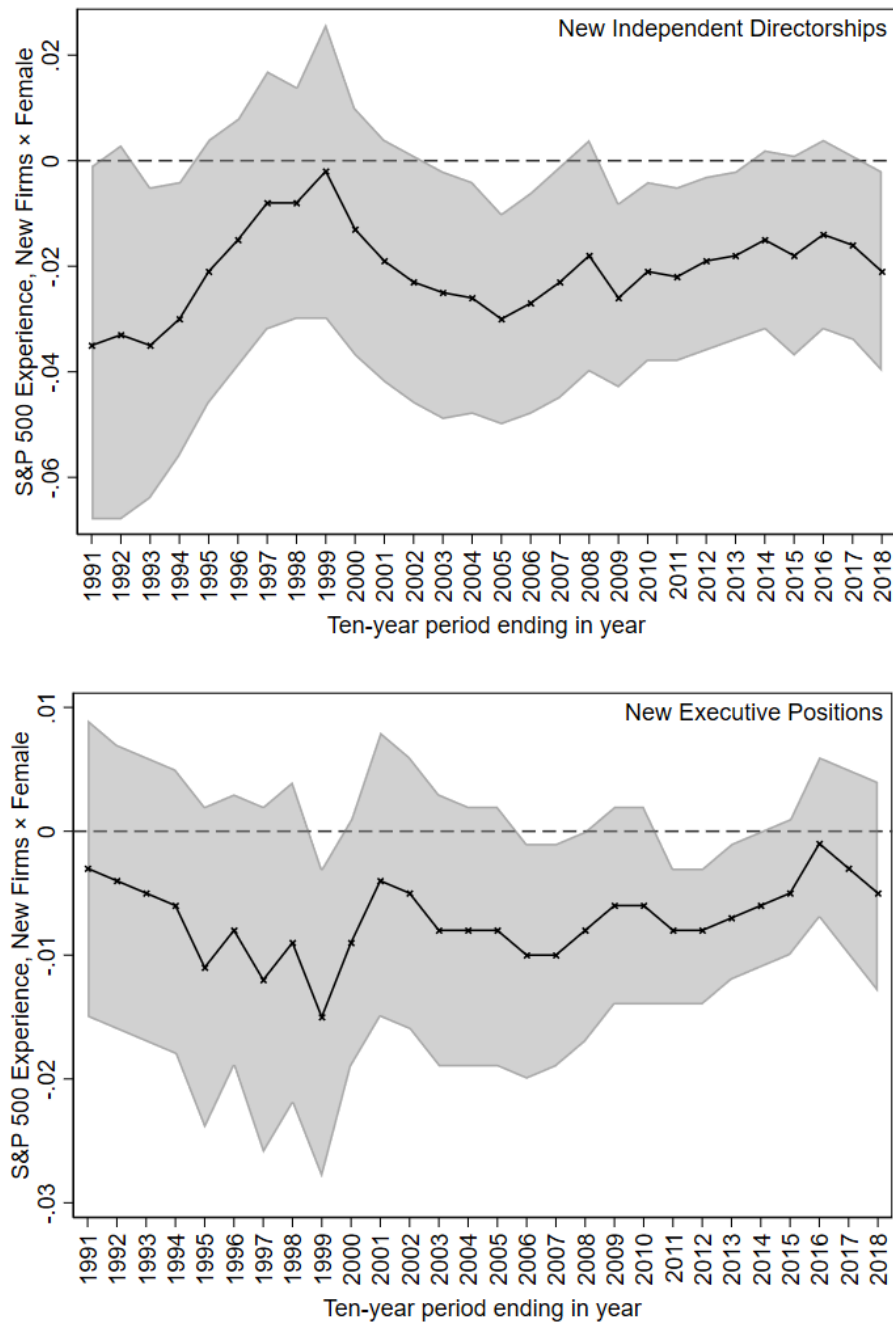 New Independent Directorships
S&P 500 Experience, New Firms × Female
.02
0
-.02
-.04
-.06
1991 1992 1993 1994 1995 1996 1997 1998 1999 2000 2001 2002 2003 2004 2005 2006 2007 2008 2009 2010 2011 2012 2013 2014 2015 2016 2017 2018
Ten-year period ending in year
New Executive Positions
S&P 500 Experience, New Firms × Female
.01
0
-.01
-.02
-.03
1991 1992 1993 1994 1995 1996 1997 1998 1999 2000 2001 2002 2003 2004 2005 2006 2007 2008 2009 2010 2011 2012 2013 2014 2015 2016 2017 2018
Ten-year period ending in year